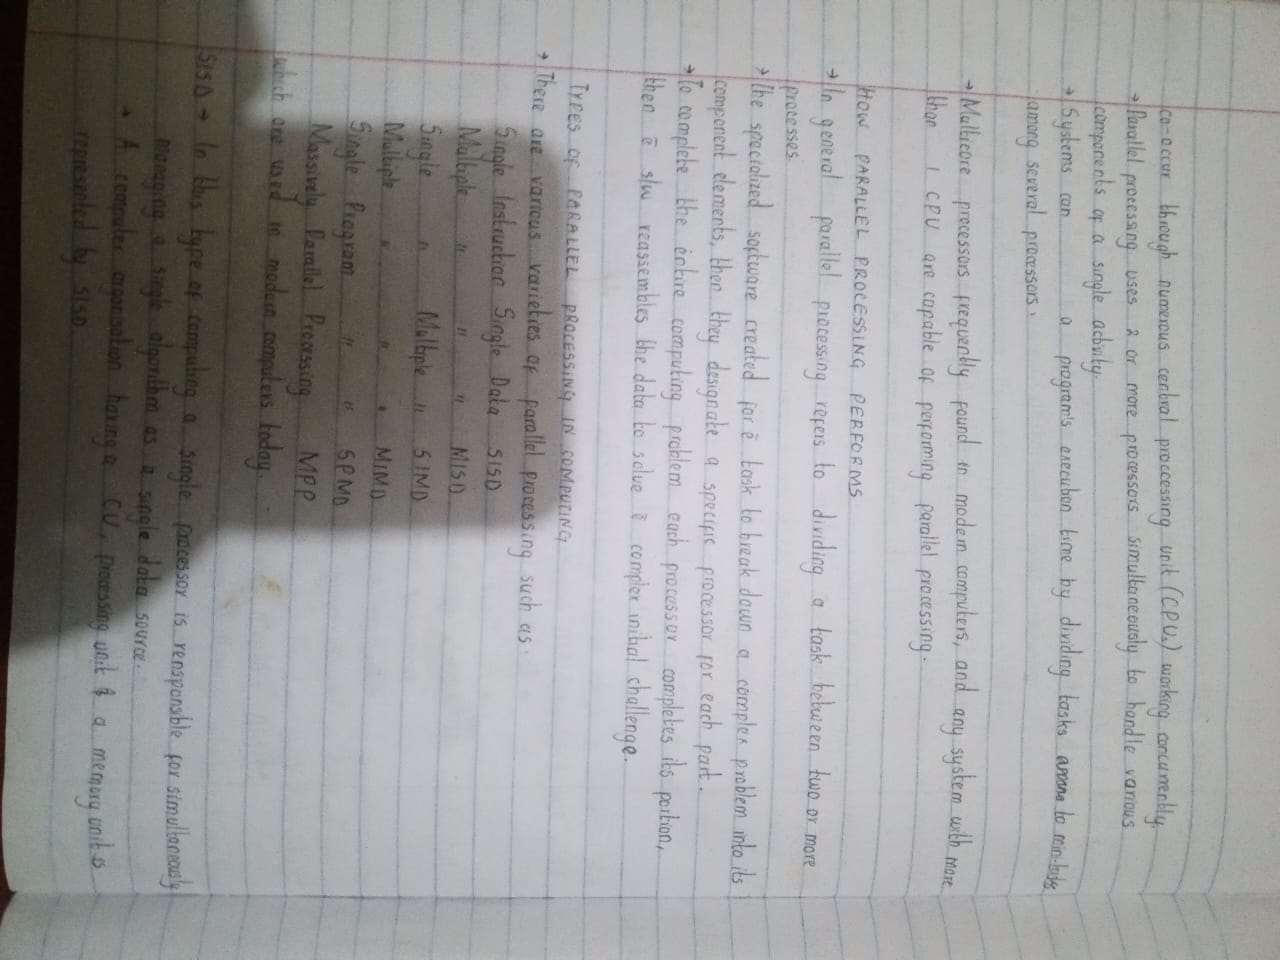 co-occur through numerous central proccessing unit (CPUs) working concurrently.
→ Parallel processing uses 2 or more processors simultaneously to handle various
components of a single activity.
→ Systems can a program's execution time by dividing tasks to
among several processors.
→ Multicore processors frequently found in modern computers, and any system with more
than 1 CPU are capable of performing parallel processing.
HOW PARALLEL PROCESSING PERFORMS
→ In general parallel processing refers to dividing a task between two or more
processes.
→ The specialized software created for ē task to break down a complex problem into its
component elements, then they designate a specific processor for each part.
→ To complete the entire computing problem each processor completes its portion,
then ē s/w reassembles the data to solve ē complex initial challenge.
TYPES OF PARALLEL PROCESSING IN COMPUTING
→ There are various varieties of parallel processing such as.
Single Instruction Single Data SISD
Multiple " " " MISD
Single " Multiple " SIMD
Multiple " " " MIMD
Single Program " " SPMD
Massively Parallel Processing MPP
which are used in modern computers today.
SISD → In this type of computing a single processor is rensponsible for simultaneously
managing a single algorithm as a single data source.
→ A computer organisation having a CU, processing unit & a memory unit is
represented by SISD.